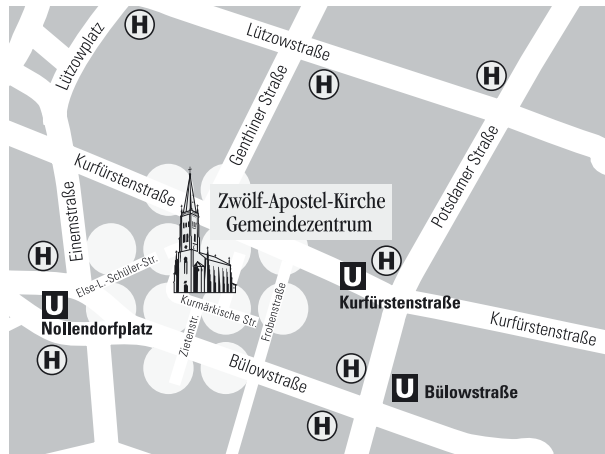 H
Lützowplatz
Lützowstraße
H
H
Genthiner Straße
Potsdamer Straße
Kurfürstenstraße
Zwölf-Apostel-Kirche
Gemeindezentrum
Einemstraße
H
Else-L.-Schüler-Str.
U
Nollendorfplatz
H
Kurmärkische Str.
Zietenstr.
Frobenstraße
U
H
Kurfürstenstraße
Kurfürstenstraße
Bülowstraße
H
U Bülowstraße
H